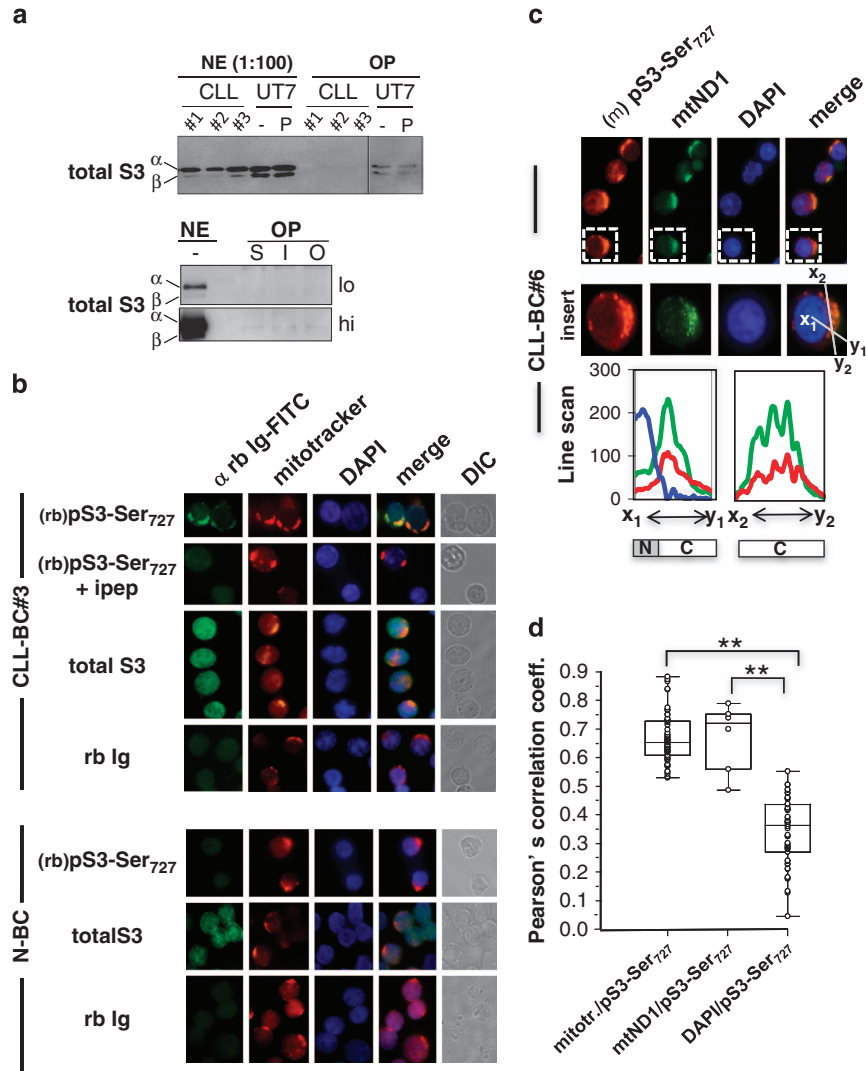 a
NE (1:100) OP
CLL UT7 CLL UT7
#1 #2 #3 - P #1 #2 #3 - P
total S3 α β
NE OP
- S I O
total S3 α β lo
α β hi
b
α rb Ig-FITC mitotracker DAPI merge DIC
CLL-BC#3
(rb)pS3-Ser727
(rb)pS3-Ser727 + ipep
total S3
rb Ig
N-BC
(rb)pS3-Ser727
totalS3
rb Ig
c
(m) pS3-Ser727 mtND1 DAPI merge
CLL-BC#6
insert
x2
x1
y1
y2
Line scan
300
200
100
0
x1 y1 x2 y2
N C C
d
** **
Pearson' s correlation coeff.
0.9
0.8
0.7
0.6
0.5
0.4
0.3
0.2
0.1
0.0
mitotr./pS3-Ser727
mtND1/pS3-Ser727
DAPI/pS3-Ser727